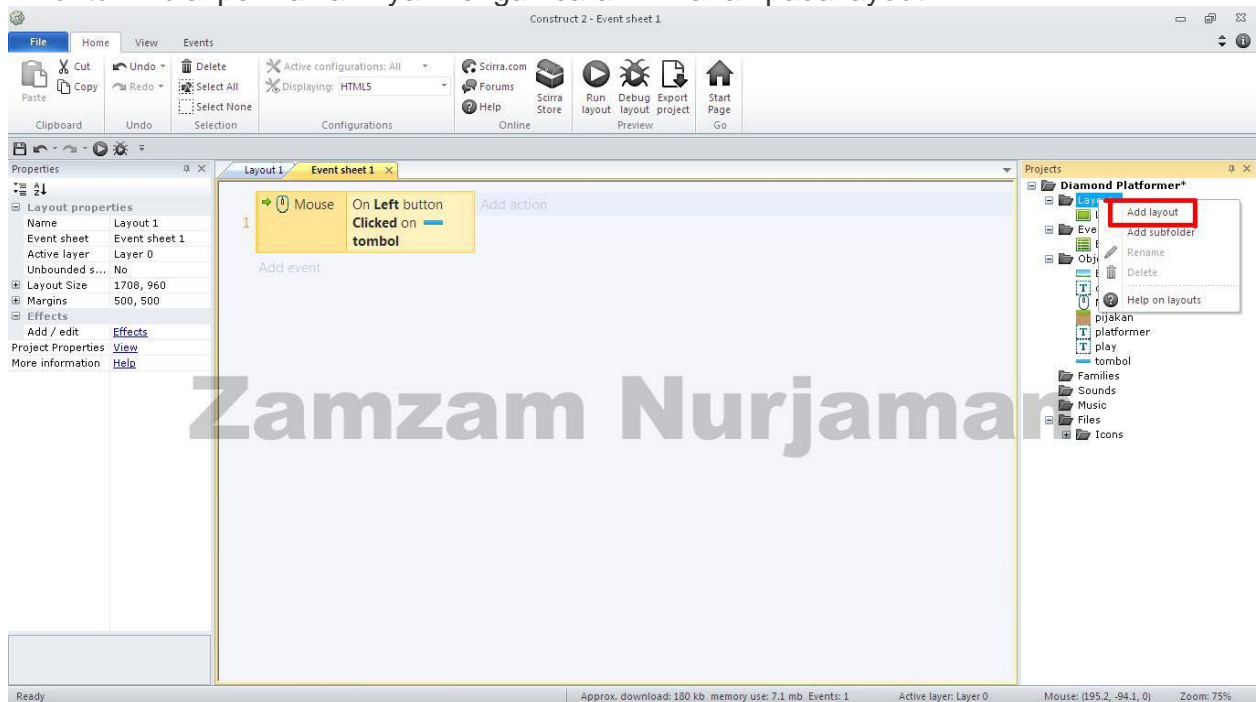 Construct 2 - Event sheet 1
File Home View Events
Paste
Cut
Copy
Clipboard
Undo
Redo
Undo
Delete
Select All
Select None
Selection
Active configurations: All
Displaying: HTML5
Configurations
Scirra.com
Forums
Help
Scirra Store
Online
Run layout
Debug layout
Export project
Preview
Start Page
Go
Properties
Layout properties
Name Layout 1
Event sheet Event sheet 1
Active layer Layer 0
Unbounded s... No
Layout Size 1708, 960
Margins 500, 500
Effects
Add / edit Effects
Project Properties View
More information Help
Layout 1 Event sheet 1
1
Mouse
On Left button
Clicked on
tombol
Add action
Add event
Projects
Diamond Platformer*
Add layout
Add subfolder
Rename
Delete
Help on layouts
pijakan
platformer
play
tombol
Families
Sounds
Music
Files
Icons
Zamzam Nurjaman
Ready
Approx. download: 180 kb memory use: 7.1 mb Events: 1 Active layer: Layer 0 Mouse: (195.2, -94.1, 0) Zoom: 75%